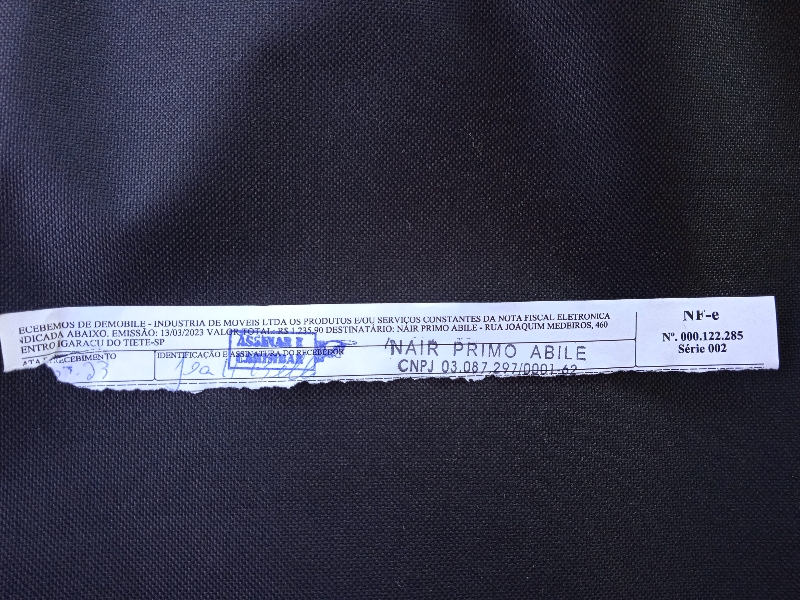 ECEBEMOS DE DEMOBILE - INDUSTRIA DE MOVEIS LTDA OS PRODUTOS E/OU SERVIÇOS CONSTANTES DA NOTA FISCAL ELETRONICA
NDICADA ABAIXO. EMISSÃO: 13/03/2023 VALOR TOTAL: R$ 1.235,90 DESTINATÁRIO: NAIR PRIMO ABILE - RUA JOAQUIM MEDEIROS, 460
ENTRO IGARACU DO TIETE-SP
NF-e
Nº. 000.122.285
Série 002
IDENTIFICAÇÃO E ASSINATURA DO RECEBEDOR
ASSINAR E
CARIMBAR
NAIR PRIMO ABILE
CNPJ 03.087.297/0001-62